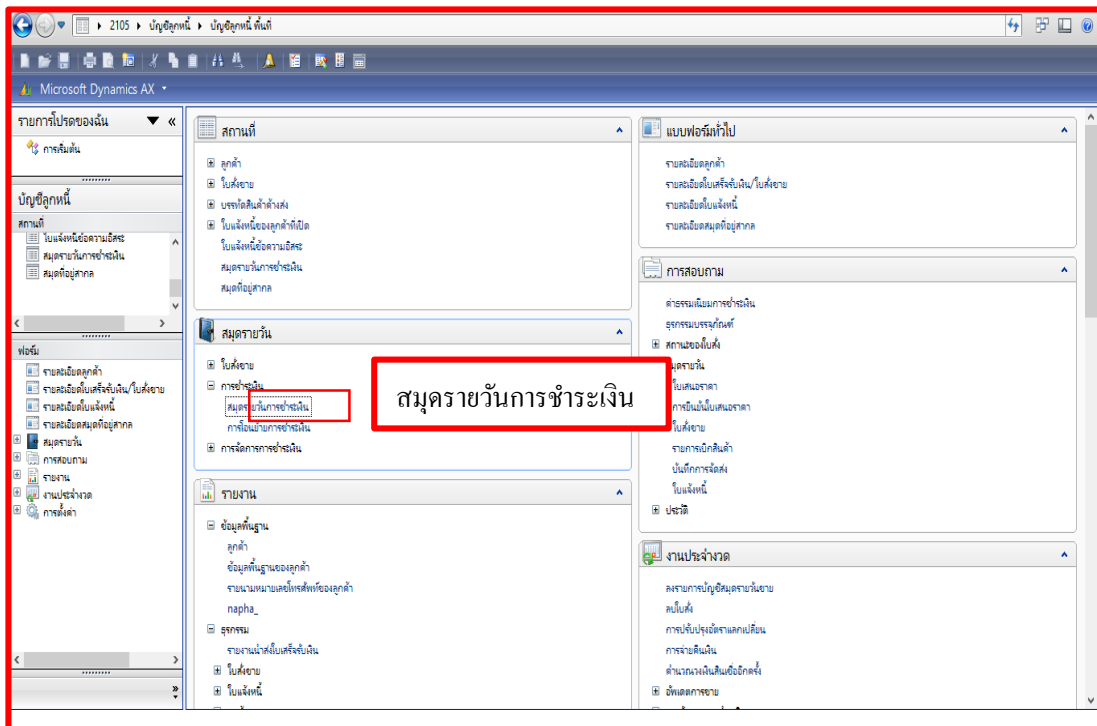 2105 ▸ บัญชีลูกหนี้ ▸ บัญชีลูกหนี้ พื้นที่
Microsoft Dynamics AX
รายการโปรดของฉัน
การเริ่มต้น
บัญชีลูกหนี้
สถานที่
ใบแจ้งหนี้ข้อความอิสระ
สมุดรายวันการชำระเงิน
สมุดที่อยู่สากล
ฟอร์ม
รายละเอียดลูกค้า
รายละเอียดใบเสร็จรับเงิน/ใบสั่งขาย
รายละเอียดใบแจ้งหนี้
รายละเอียดสมุดที่อยู่สากล
สมุดรายวัน
การสอบถาม
รายงาน
งานประจำงวด
การตั้งค่า
สถานที่
ลูกค้า
ใบสั่งขาย
บรรทัดสินค้าค้างส่ง
ใบแจ้งหนี้ของลูกค้าที่เปิด
ใบแจ้งหนี้ข้อความอิสระ
สมุดรายวันการชำระเงิน
สมุดที่อยู่สากล
สมุดรายวัน
ใบสั่งขาย
การชำระเงิน
สมุดรายวันการชำระเงิน
การโอนย้ายการชำระเงิน
การจัดการการชำระเงิน
สมุดรายวันการชำระเงิน
รายงาน
ข้อมูลพื้นฐาน
ลูกค้า
ข้อมูลพื้นฐานของลูกค้า
รายนามหมายเลขโทรศัพท์ของลูกค้า
napha_
ธุรกรรม
รายงานนำส่งใบเสร็จรับเงิน
ใบสั่งขาย
ใบแจ้งหนี้
แบบฟอร์มทั่วไป
รายละเอียดลูกค้า
รายละเอียดใบเสร็จรับเงิน/ใบสั่งขาย
รายละเอียดใบแจ้งหนี้
รายละเอียดสมุดที่อยู่สากล
การสอบถาม
ค่าธรรมเนียมการชำระเงิน
ธุรกรรมบรรจุภัณฑ์
สถานะของใบสั่ง
มุดรายวัน
ใบเสนอราคา
การยืนยันใบเสนอราคา
ใบสั่งขาย
รายการเบิกสินค้า
บันทึกการจัดส่ง
ใบแจ้งหนี้
ประวัติ
งานประจำงวด
ลงรายการบัญชีสมุดรายวันขาย
ลบใบสั่ง
การปรับปรุงอัตราแลกเปลี่ยน
การจ่ายคืนเงิน
คำนวณวงเงินสินเชื่ออีกครั้ง
อัพเดตการขาย